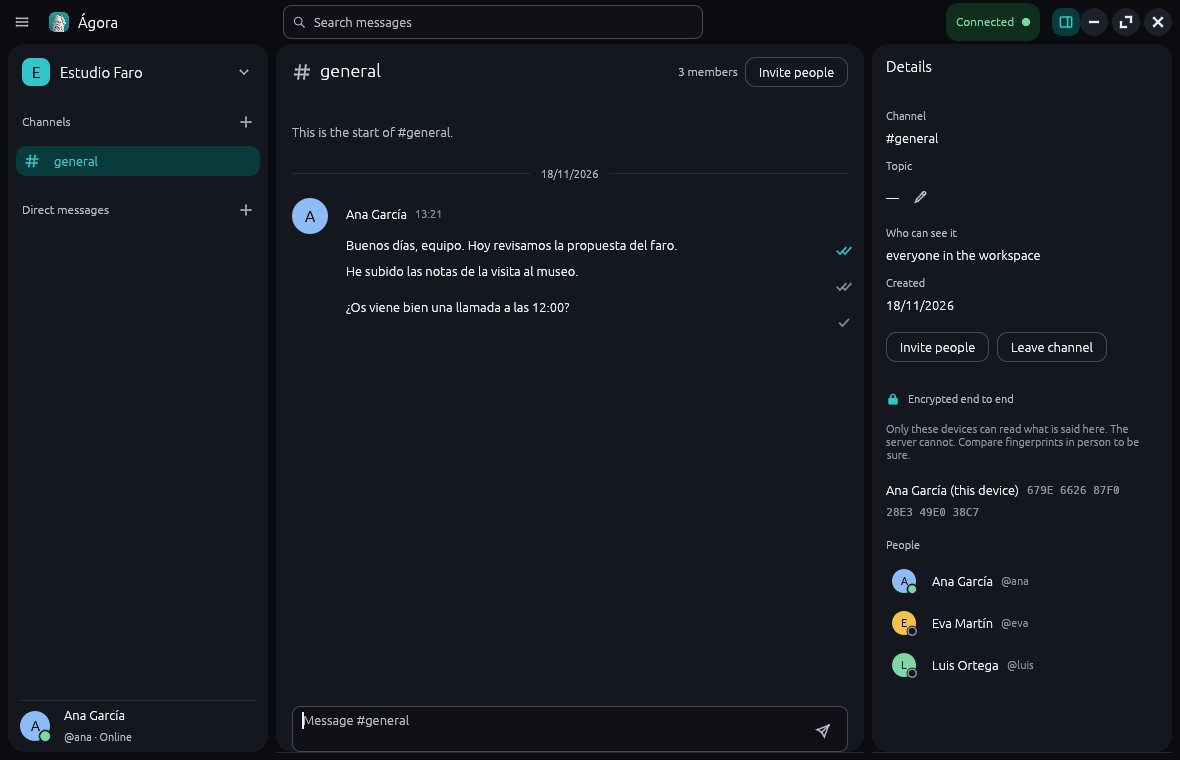 Ágora
Search messages
Connected
E
Estudio Faro
Channels
# general
Direct messages
A
Ana García
@ana · Online
# general
3 members
Invite people
This is the start of #general.
18/11/2026
A
Ana García 13:21
Buenos días, equipo. Hoy revisamos la propuesta del faro.
He subido las notas de la visita al museo.
¿Os viene bien una llamada a las 12:00?
Message #general
Details
Channel
#general
Topic
—
Who can see it
everyone in the workspace
Created
18/11/2026
Invite people
Leave channel
Encrypted end to end
Only these devices can read what is said here. The
server cannot. Compare fingerprints in person to be
sure.
Ana García (this device) 679E 6626 87F0
28E3 49E0 38C7
People
A Ana García @ana
E Eva Martín @eva
L Luis Ortega @luis